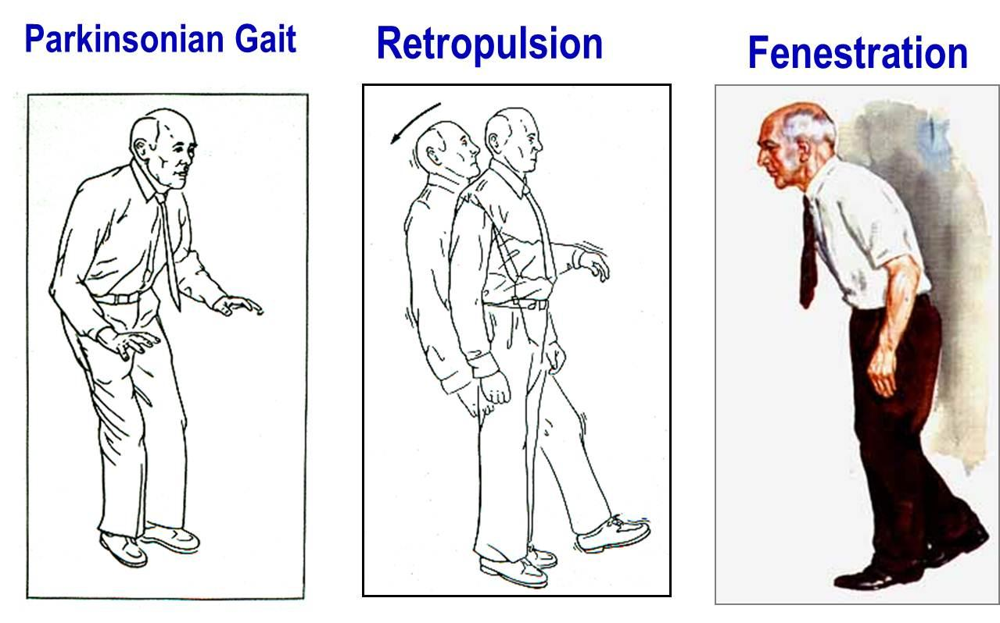 Parkinsonian Gait
Retropulsion
Fenestration